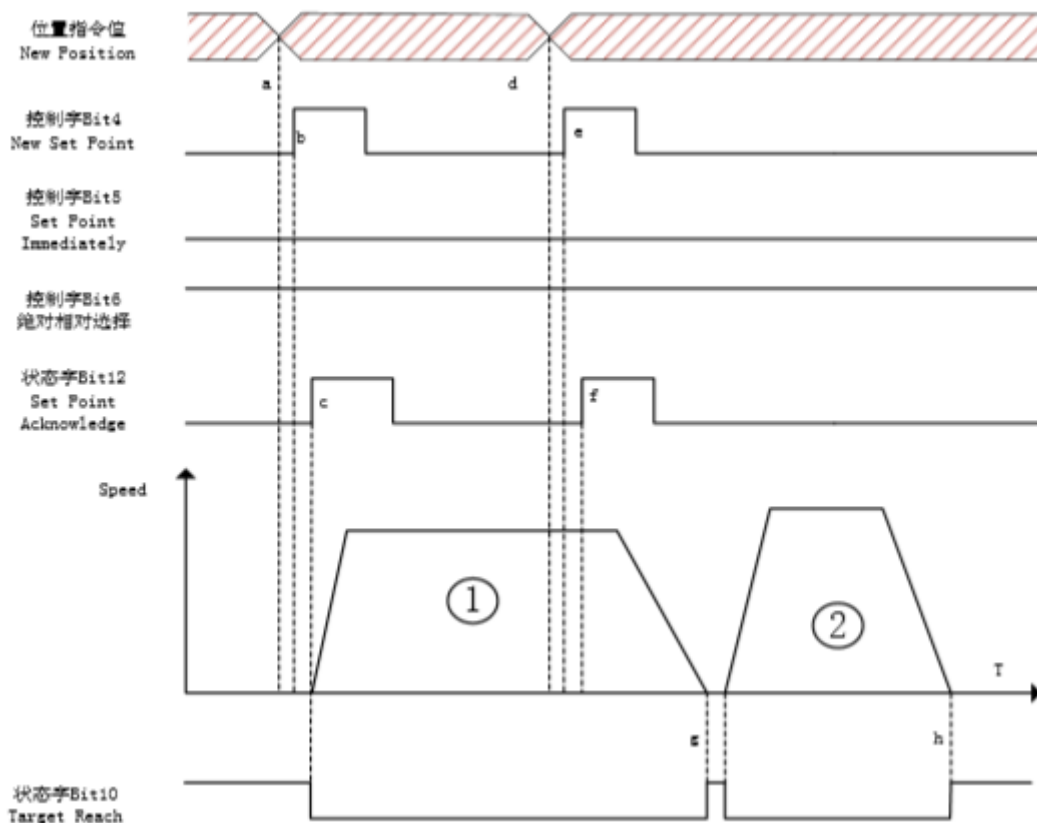 位置指令值
New Position
a
d
控制字Bit4
New Set Point
b
e
控制字Bit5
Set Point
Immediately
控制字Bit6
绝对相对选择
状态字Bit12
Set Point
Acknowledge
c
f
Speed
①
②
T
g
h
状态字Bit10
Target Reach